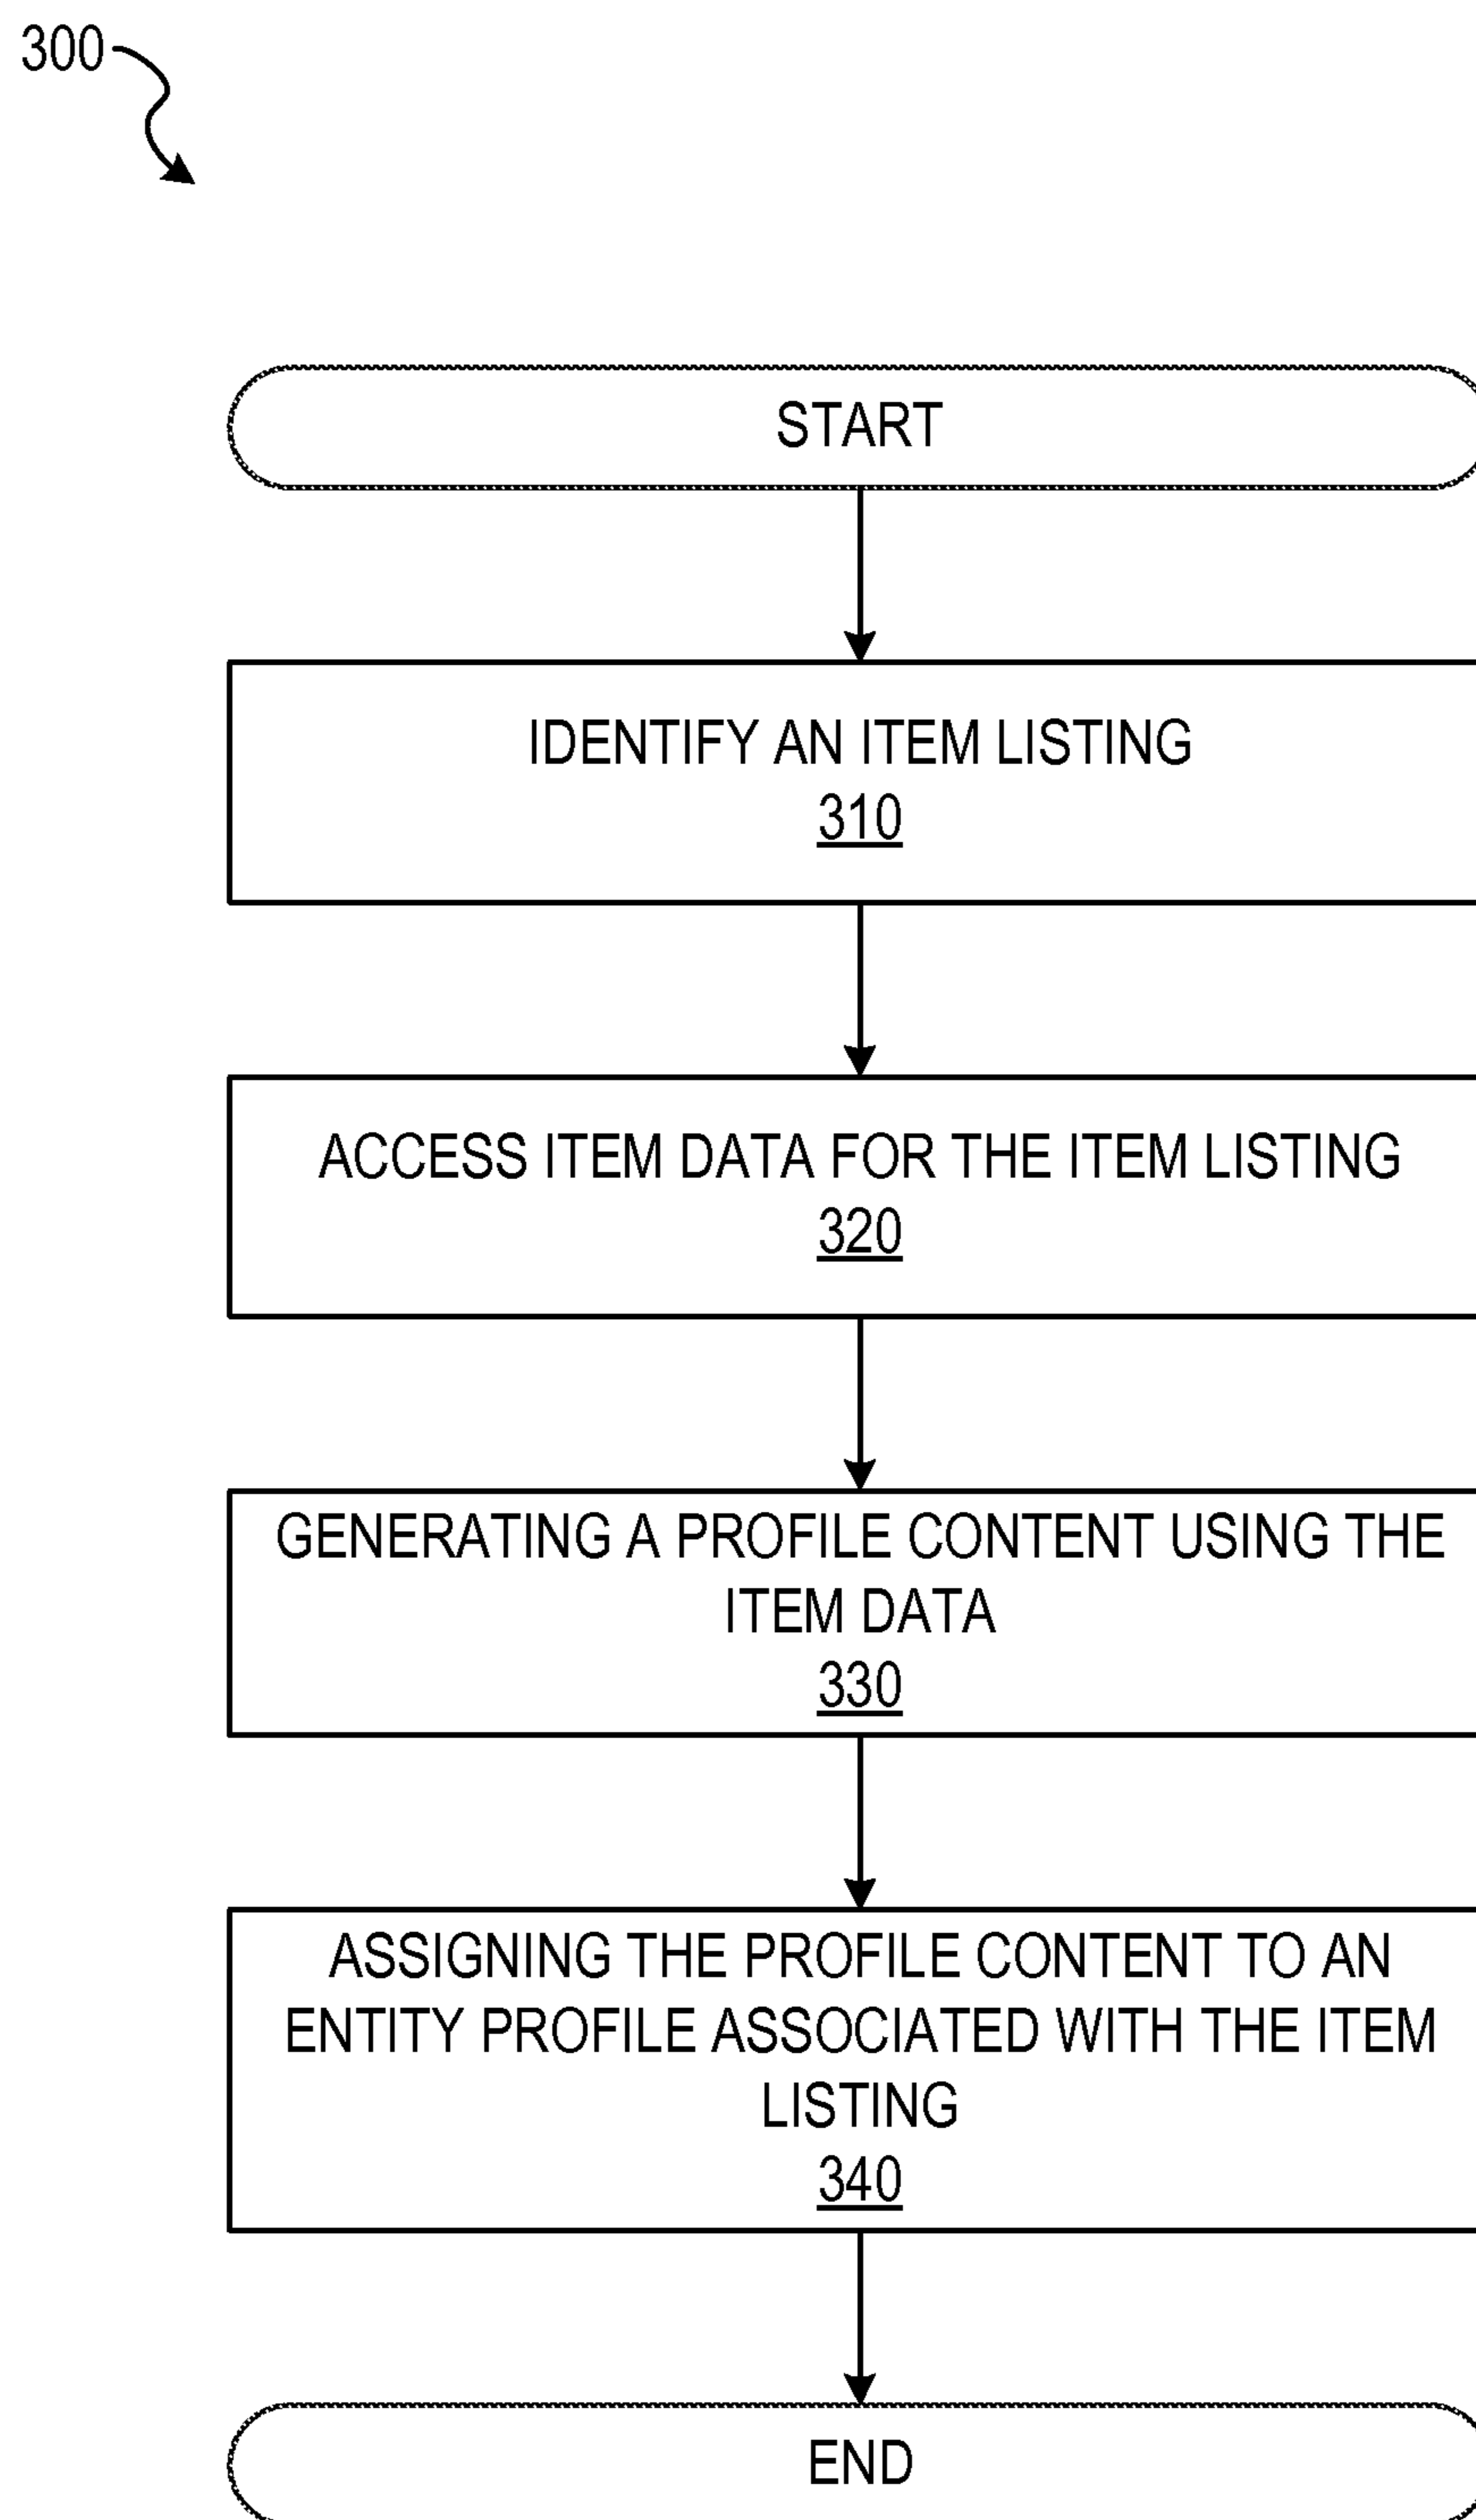 300
START
IDENTIFY AN ITEM LISTING
310
ACCESS ITEM DATA FOR THE ITEM LISTING
320
GENERATING A PROFILE CONTENT USING THE
ITEM DATA
330
ASSIGNING THE PROFILE CONTENT TO AN
ENTITY PROFILE ASSOCIATED WITH THE ITEM
LISTING
340
END